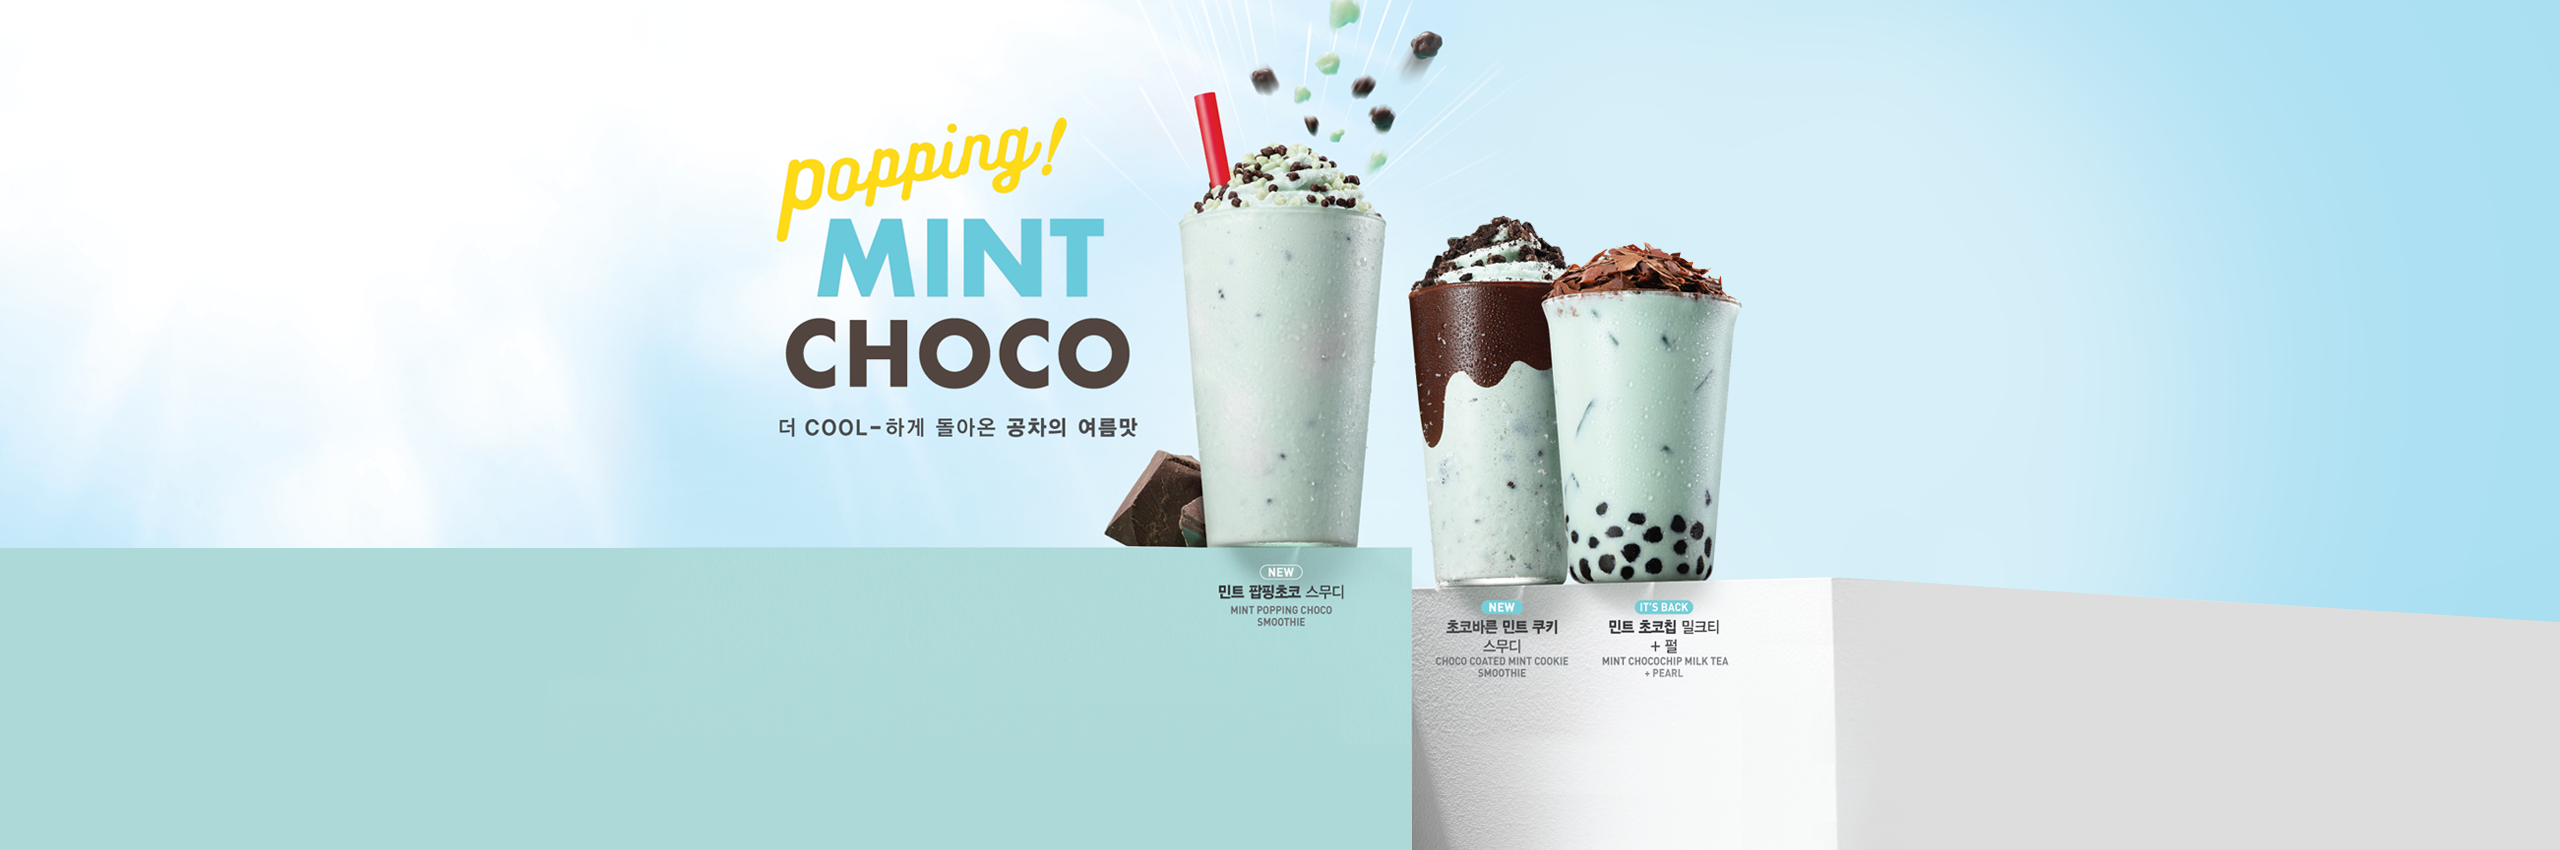 popping!
MINT
CHOCO
더 COOL-하게 돌아온 공차의 여름맛
NEW
민트 팝핑초코 스무디
MINT POPPING CHOCO
SMOOTHIE
NEW
초코바른 민트 쿠키
스무디
CHOCO COATED MINT COOKIE
SMOOTHIE
IT'S BACK
민트 초코칩 밀크티
+ 펄
MINT CHOCOCHIP MILK TEA
+ PEARL